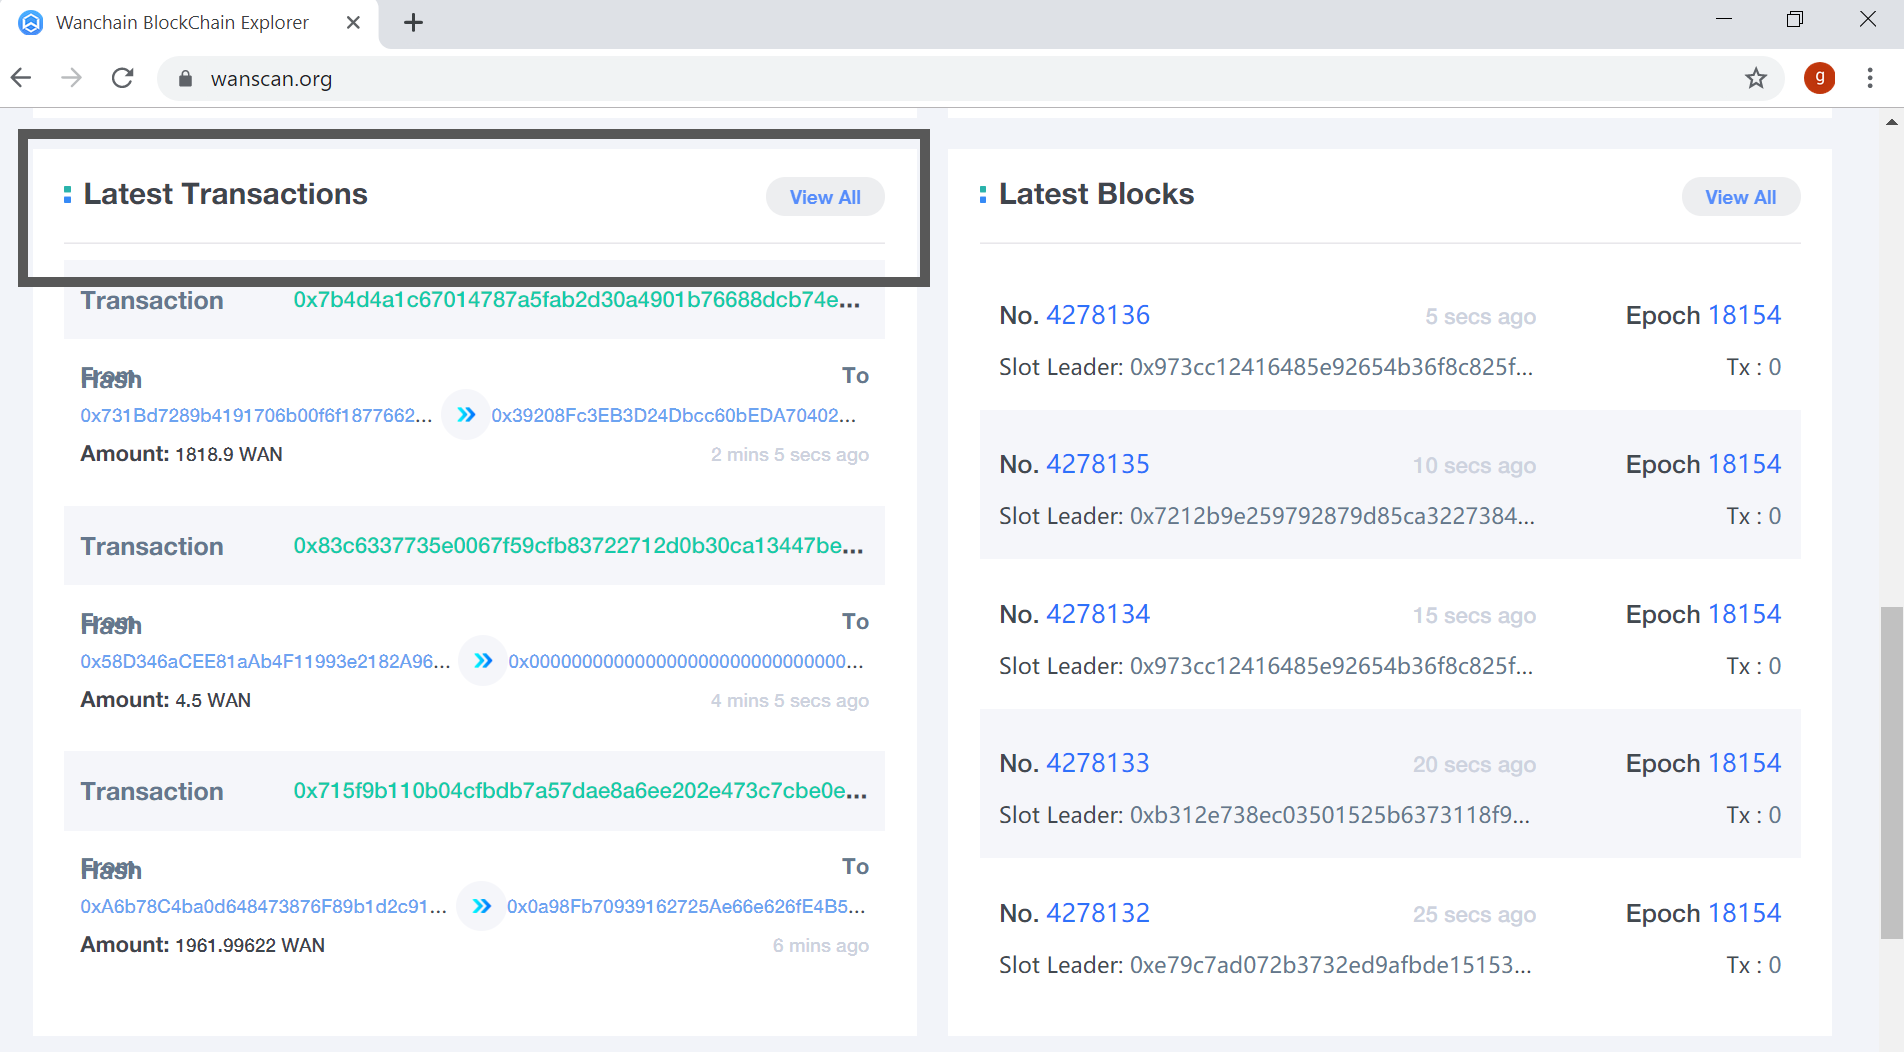 Wanchain BlockChain Explorer
wanscan.org
g
Latest Transactions
View All
Transaction 0x7b4d4a1c67014787a5fab2d30a4901b76688dcb74e...
From
Hash
To
0x731Bd7289b4191706b00f6f1877662... 0x39208Fc3EB3D24Dbcc60bEDA70402...
Amount: 1818.9 WAN 2 mins 5 secs ago
Transaction 0x83c6337735e0067f59cfb83722712d0b30ca13447be...
From
Hash
To
0x58D346aCEE81aAb4F11993e2182A96... 0x000000000000000000000000000000...
Amount: 4.5 WAN 4 mins 5 secs ago
Transaction 0x715f9b110b04cfbdb7a57dae8a6ee202e473c7cbe0e...
From
Hash
To
0xA6b78C4ba0d648473876F89b1d2c91... 0x0a98Fb70939162725Ae66e626fE4B5...
Amount: 1961.99622 WAN 6 mins ago
Latest Blocks
View All
No. 4278136 5 secs ago Epoch 18154
Slot Leader: 0x973cc12416485e92654b36f8c825f... Tx : 0
No. 4278135 10 secs ago Epoch 18154
Slot Leader: 0x7212b9e259792879d85ca3227384... Tx : 0
No. 4278134 15 secs ago Epoch 18154
Slot Leader: 0x973cc12416485e92654b36f8c825f... Tx : 0
No. 4278133 20 secs ago Epoch 18154
Slot Leader: 0xb312e738ec03501525b6373118f9... Tx : 0
No. 4278132 25 secs ago Epoch 18154
Slot Leader: 0xe79c7ad072b3732ed9afbde15153... Tx : 0